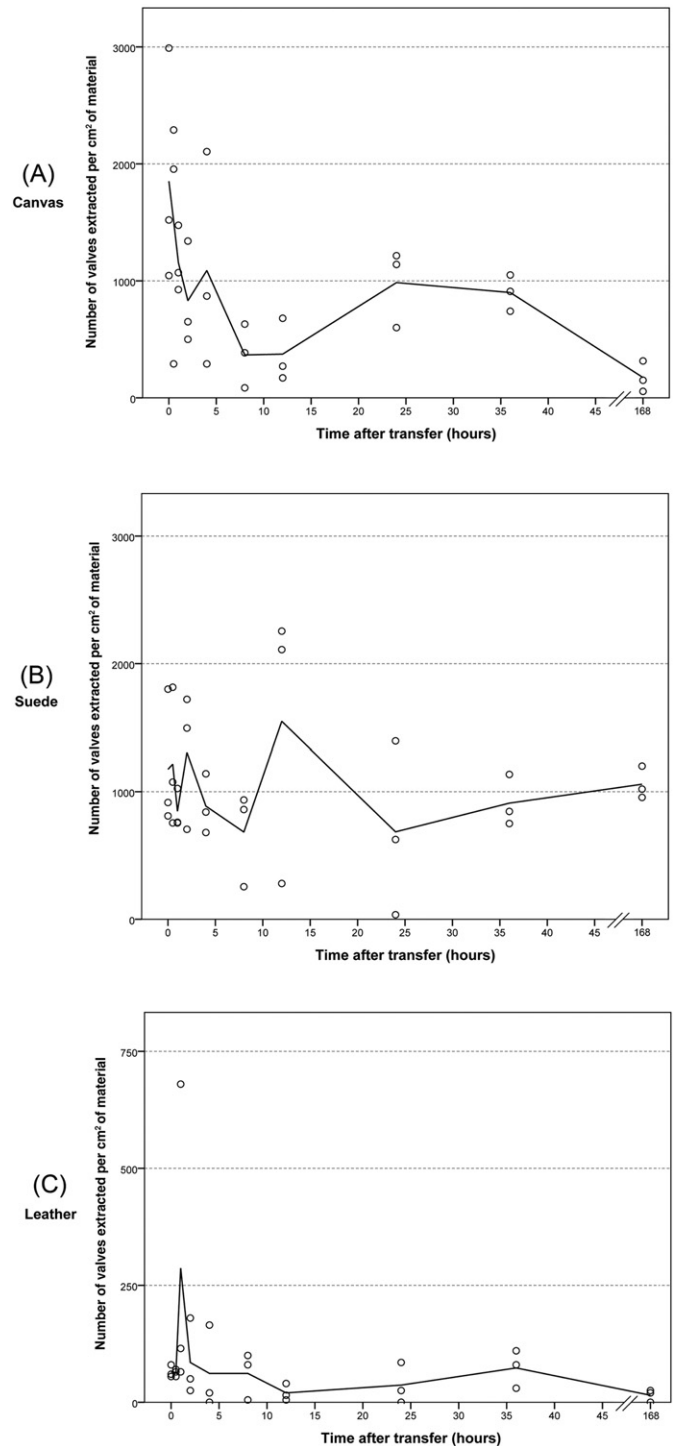 (A)
Canvas
Number of valves extracted per cm² of material
3000
2000
1000
0
0 5 10 15 20 25 30 35 40 45 168
Time after transfer (hours)
(B)
Suede
Number of valves extracted per cm² of material
3000
2000
1000
0
0 5 10 15 20 25 30 35 40 45 168
Time after transfer (hours)
(C)
Leather
Number of valves extracted per cm² of material
750
500
250
0
0 5 10 15 20 25 30 35 40 45 168
Time after transfer (hours)